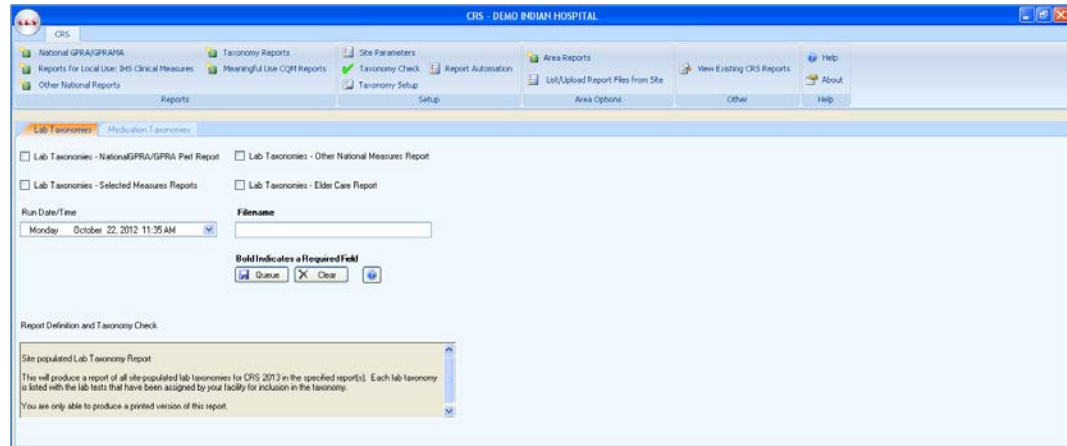 CRS - DEMO INDIAN HOSPITAL
CRS
National GPRA/GPRAMA
Reports for Local Use: IHS Clinical Measures
Other National Reports
Taxonomy Reports
Meaningful Use CQM Reports
Reports
Site Parameters
Taxonomy Check
Report Automation
Taxonomy Setup
Setup
Area Reports
List/Upload Report Files from Site
Area Options
View Existing CRS Reports
Other
Help
About
Help
Lab Taxonomies
Medication Taxonomies
Lab Taxonomies - NationalGPRA/GPRA Perf Report
Lab Taxonomies - Other National Measures Report
Lab Taxonomies - Selected Measures Reports
Lab Taxonomies - Elder Care Report
Run Date/Time
Filename
Monday October 22, 2012 11:35 AM
Bold Indicates a Required Field
Queue
Clear
Report Definition and Taxonomy Check
Site populated Lab Taxonomy Report
This will produce a report of all site-populated lab taxonomies for CRS 2013 in the specified report(s). Each lab taxonomy
is listed with the lab tests that have been assigned by your facility for inclusion in the taxonomy.
You are only able to produce a printed version of this report.